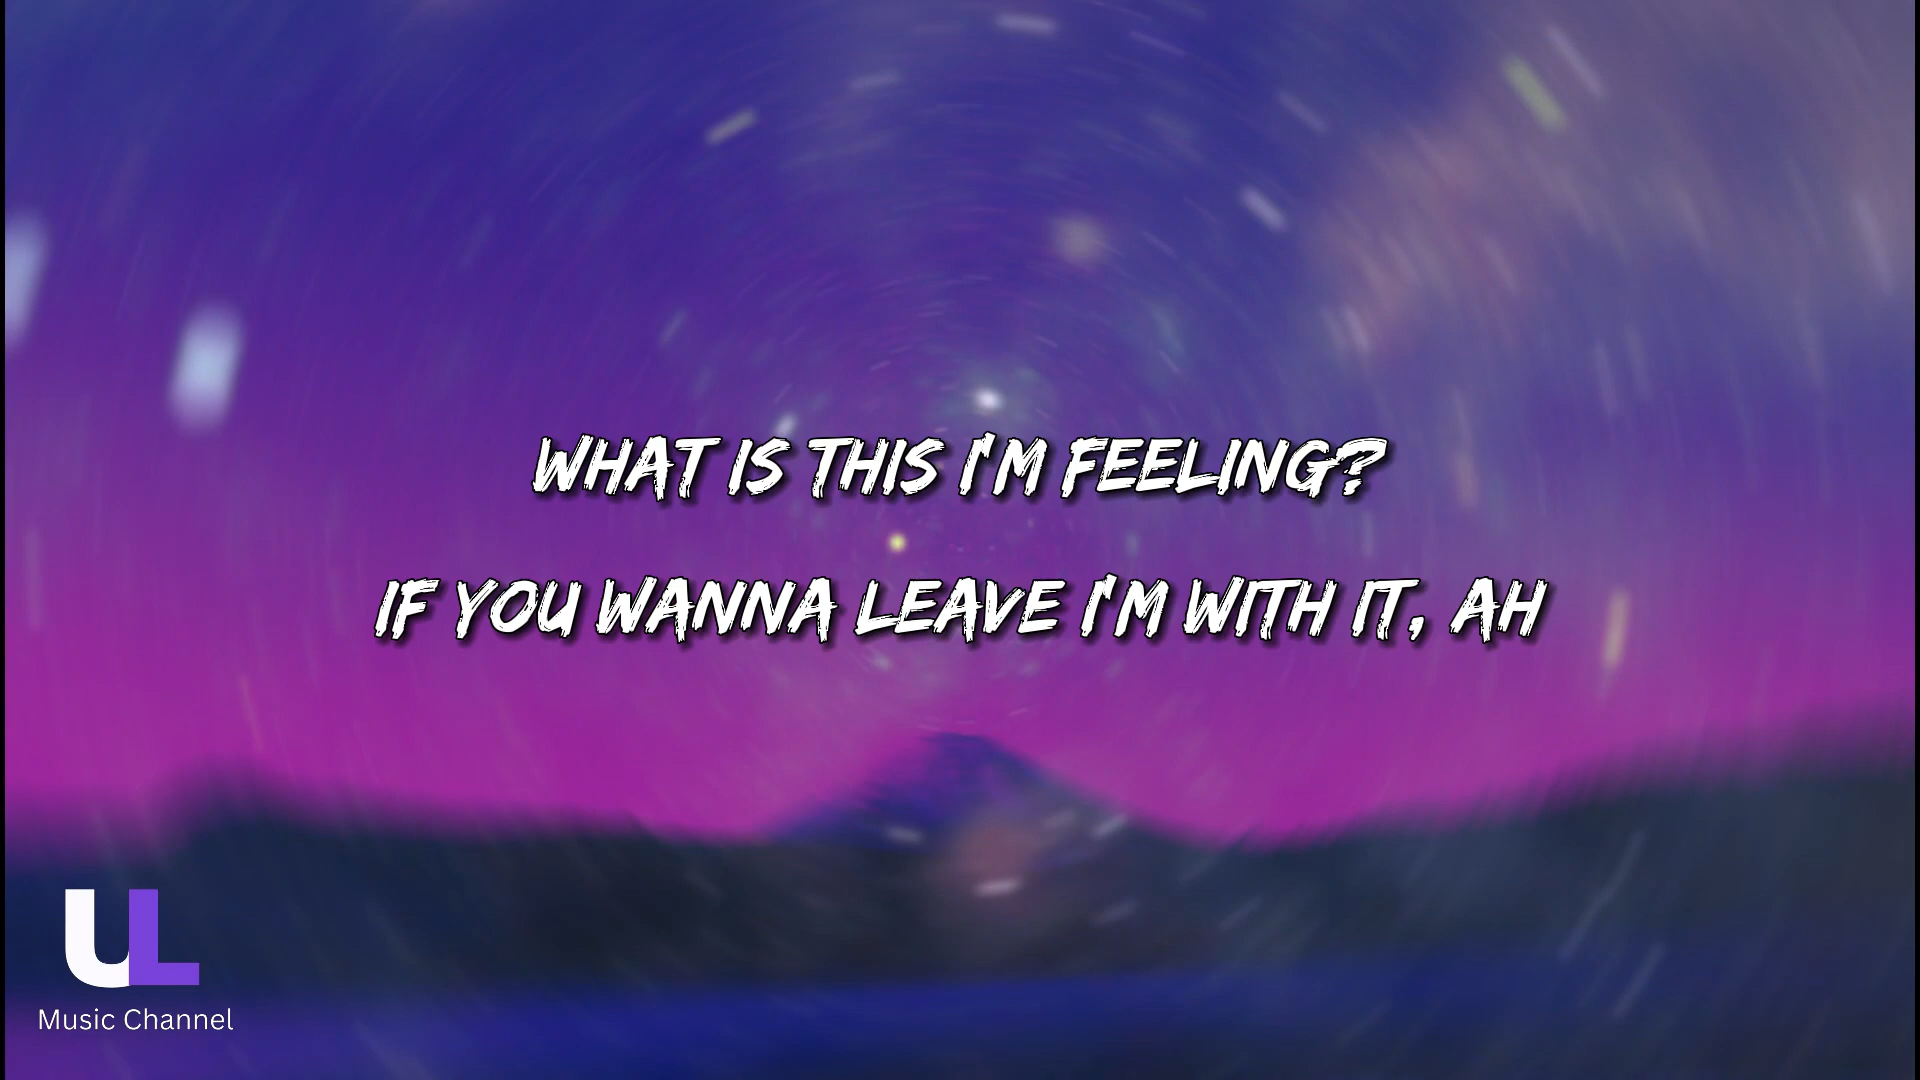 WHAT IS THIS I'M FEELING?
IF YOU WANNA LEAVE I'M WITH IT, AH
UL
Music Channel